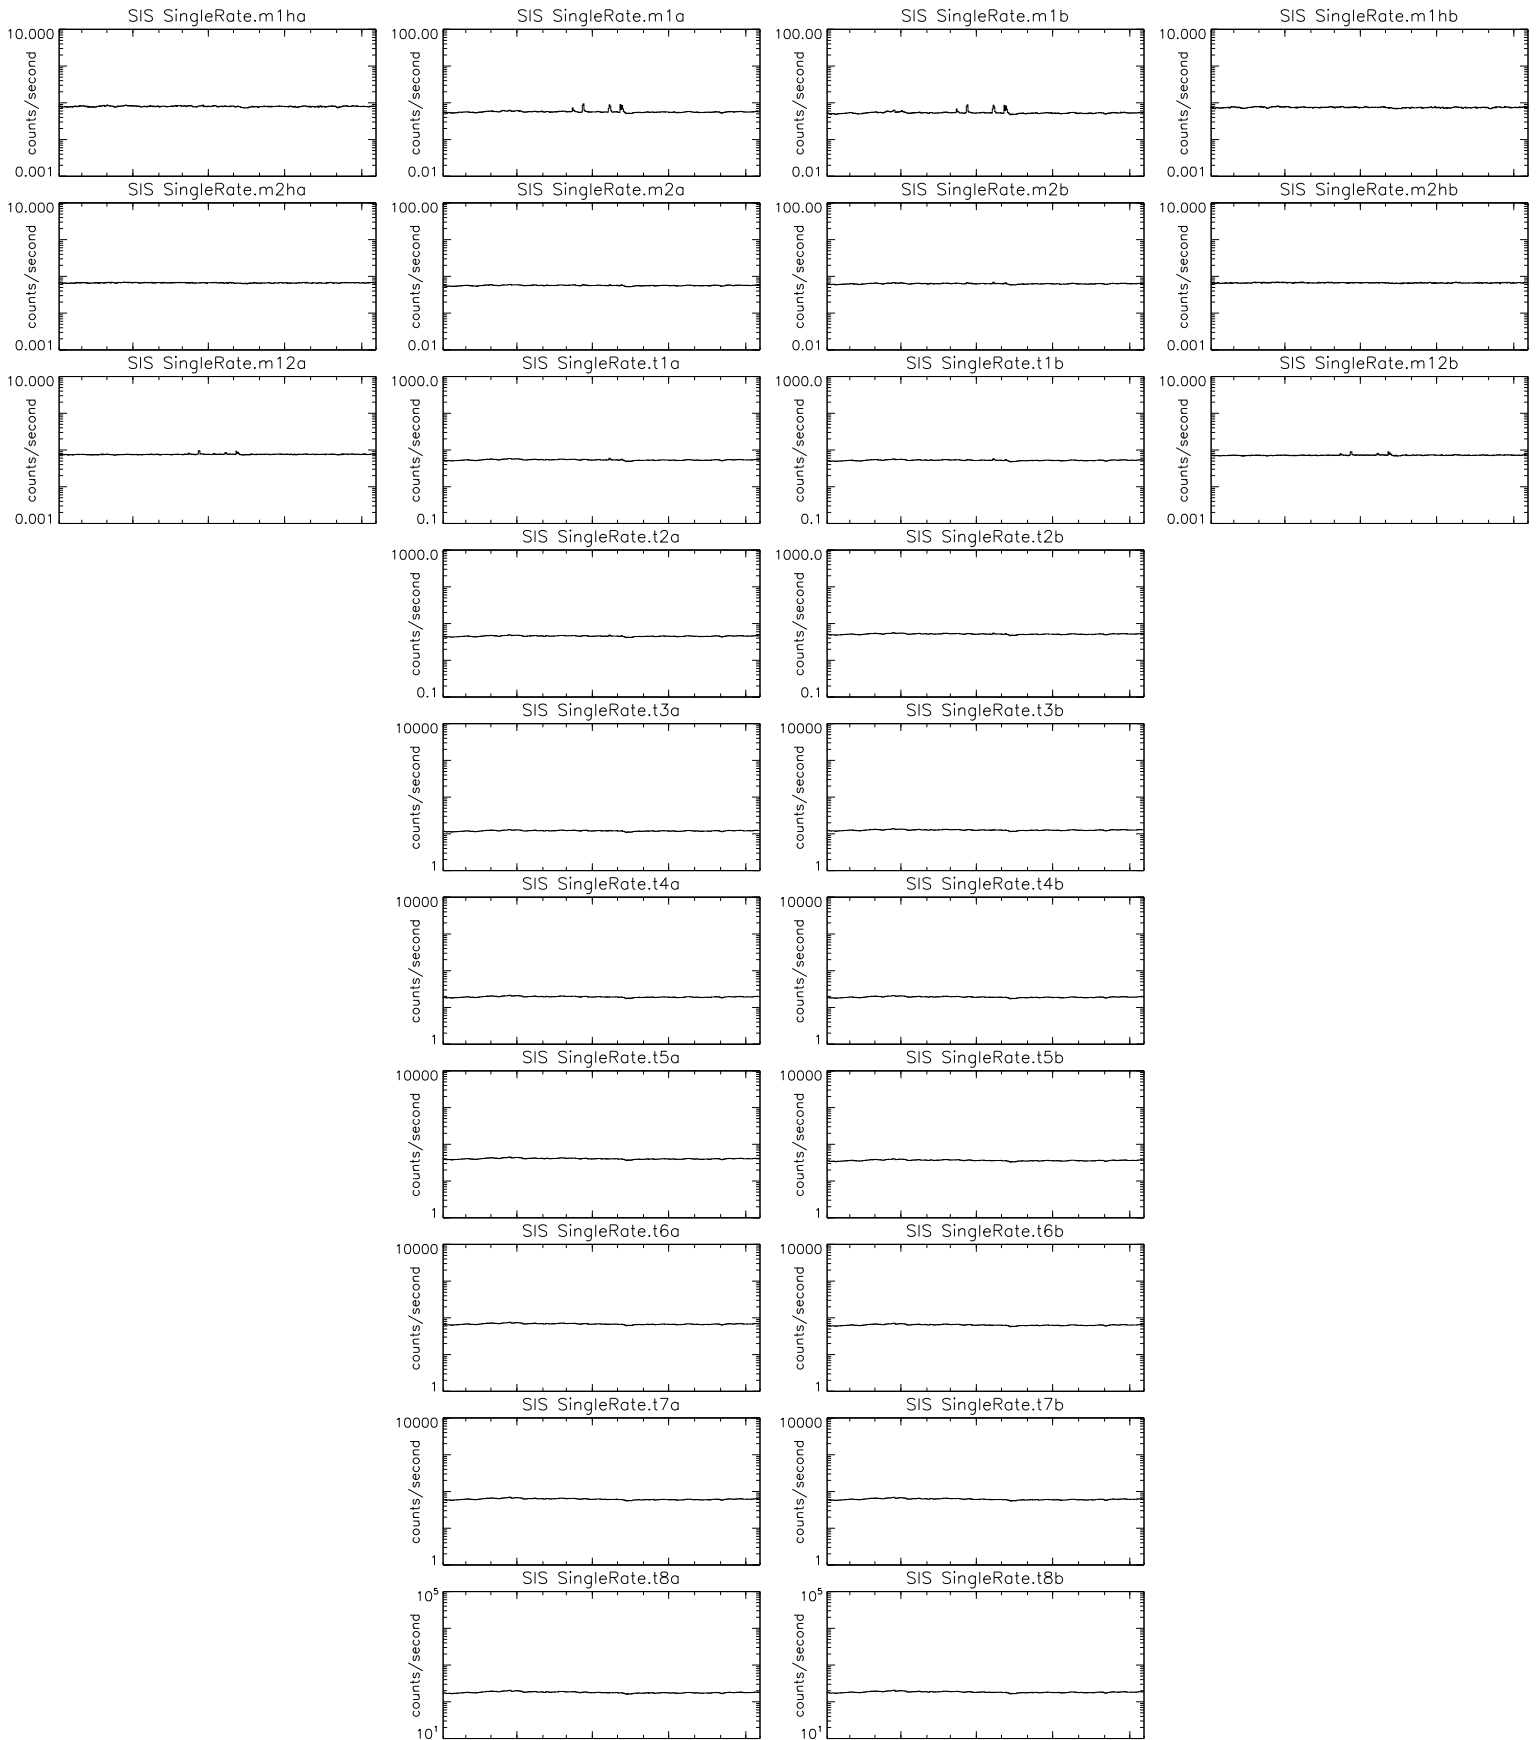 SIS SingleRate.m1ha
10.000
counts/second
0.001
SIS SingleRate.m1a
100.00
counts/second
0.01
SIS SingleRate.m1b
100.00
counts/second
0.01
SIS SingleRate.m1hb
10.000
counts/second
0.001
SIS SingleRate.m2ha
10.000
counts/second
0.001
SIS SingleRate.m2a
100.00
counts/second
0.01
SIS SingleRate.m2b
100.00
counts/second
0.01
SIS SingleRate.m2hb
10.000
counts/second
0.001
SIS SingleRate.m12a
10.000
counts/second
0.001
SIS SingleRate.t1a
1000.0
counts/second
0.1
SIS SingleRate.t1b
1000.0
counts/second
0.1
SIS SingleRate.m12b
10.000
counts/second
0.001
SIS SingleRate.t2a
1000.0
counts/second
0.1
SIS SingleRate.t2b
1000.0
counts/second
0.1
SIS SingleRate.t3a
10000
counts/second
1
SIS SingleRate.t3b
10000
counts/second
1
SIS SingleRate.t4a
10000
counts/second
1
SIS SingleRate.t4b
10000
counts/second
1
SIS SingleRate.t5a
10000
counts/second
1
SIS SingleRate.t5b
10000
counts/second
1
SIS SingleRate.t6a
10000
counts/second
1
SIS SingleRate.t6b
10000
counts/second
1
SIS SingleRate.t7a
10000
counts/second
1
SIS SingleRate.t7b
10000
counts/second
1
SIS SingleRate.t8a
10⁵
counts/second
10¹
SIS SingleRate.t8b
10⁵
counts/second
10¹